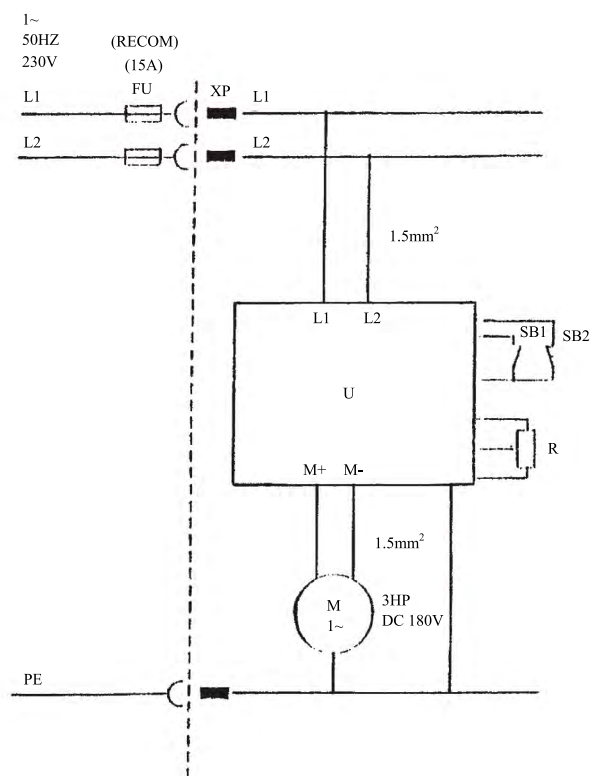 1~
50HZ
230V
(RECOM)
(15A)
FU
XP
L1
L1
L2
L2
1.5mm²
L1
L2
SB1
SB2
U
R
M+
M-
1.5mm²
M
1~
3HP
DC 180V
PE